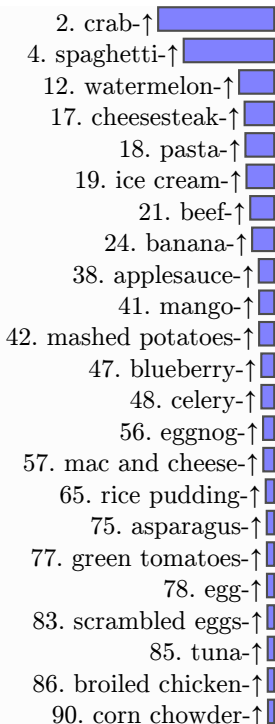 2. crab-↑
4. spaghetti-↑
12. watermelon-↑
17. cheesesteak-↑
18. pasta-↑
19. ice cream-↑
21. beef-↑
24. banana-↑
38. applesauce-↑
41. mango-↑
42. mashed potatoes-↑
47. blueberry-↑
48. celery-↑
56. eggnog-↑
57. mac and cheese-↑
65. rice pudding-↑
75. asparagus-↑
77. green tomatoes-↑
78. egg-↑
83. scrambled eggs-↑
85. tuna-↑
86. broiled chicken-↑
90. corn chowder-↑